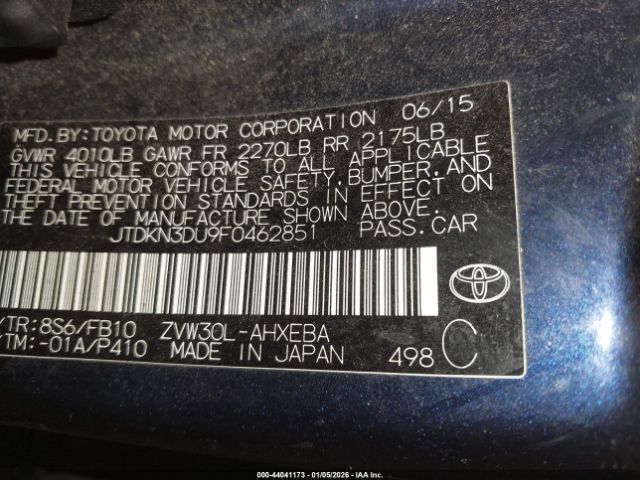 MFD.BY:TOYOTA MOTOR CORPORATION 06/15
GVWR 4010LB GAWR FR 2270LB RR 2175LB
THIS VEHICLE CONFORMS TO ALL APPLICABLE
FEDERAL MOTOR VEHICLE SAFETY,BUMPER,AND
THEFT PREVENTION STANDARDS IN EFFECT ON
THE DATE OF MANUFACTURE SHOWN ABOVE.
JTDKN3DU9F0462851 PASS.CAR
/TR:8S6/FB10 ZVW30L-AHXEBA
/TM:-01A/P410 MADE IN JAPAN 498 C
000-44041173 - 01/05/2026 - IAA Inc.